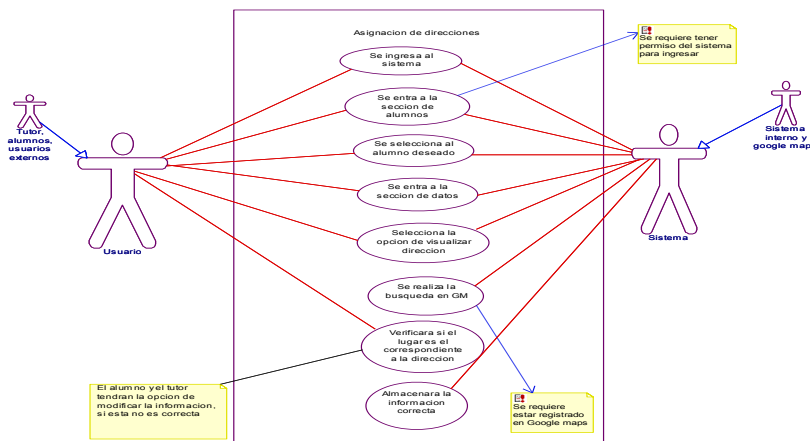 Asignacion de direcciones
Se ingresa al
sistema
Se requiere tener
permiso del sistema
para ingresar
Se entra a la
seccion de
alumnos
Tutor,
alumnos,
usuarios
externos
Sistema
interno y
google map
Se selecciona al
alumno deseado
Se entra a la
seccion de datos
Selecciona la
opcion de visualizar
direccion
Usuario
Sistema
Se realiza la
busqueda en GM
Verificara si el
lugar es el
correspondiente
a la direccion
El alumno y el tutor
tendran la opcion de
modificar la informacion,
si esta no es correcta
Almacenara la
informacion
correcta
Se requiere
estar registrado
en Google maps